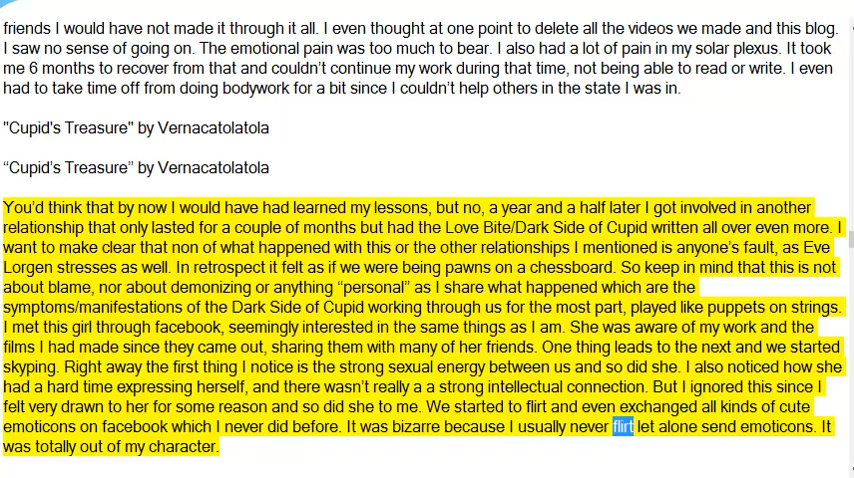 friends I would have not made it through it all. I even thought at one point to delete all the videos we made and this blog.
I saw no sense of going on. The emotional pain was too much to bear. I also had a lot of pain in my solar plexus. It took
me 6 months to recover from that and couldn't continue my work during that time, not being able to read or write. I even
had to take time off from doing bodywork for a bit since I couldn't help others in the state I was in.
"Cupid's Treasure" by Vernacatolatola
“Cupid’s Treasure” by Vernacatolatola
You’d think that by now I would have had learned my lessons, but no, a year and a half later I got involved in another
relationship that only lasted for a couple of months but had the Love Bite/Dark Side of Cupid written all over even more. I
want to make clear that non of what happened with this or the other relationships I mentioned is anyone’s fault, as Eve
Lorgen stresses as well. In retrospect it felt as if we were being pawns on a chessboard. So keep in mind that this is not
about blame, nor about demonizing or anything “personal” as I share what happened which are the
symptoms/manifestations of the Dark Side of Cupid working through us for the most part, played like puppets on strings.
I met this girl through facebook, seemingly interested in the same things as I am. She was aware of my work and the
films I had made since they came out, sharing them with many of her friends. One thing leads to the next and we started
skyping. Right away the first thing I notice is the strong sexual energy between us and so did she. I also noticed how she
had a hard time expressing herself, and there wasn’t really a a strong intellectual connection. But I ignored this since I
felt very drawn to her for some reason and so did she to me. We started to flirt and even exchanged all kinds of cute
emoticons on facebook which I never did before. It was bizarre because I usually never flirt let alone send emoticons. It
was totally out of my character.